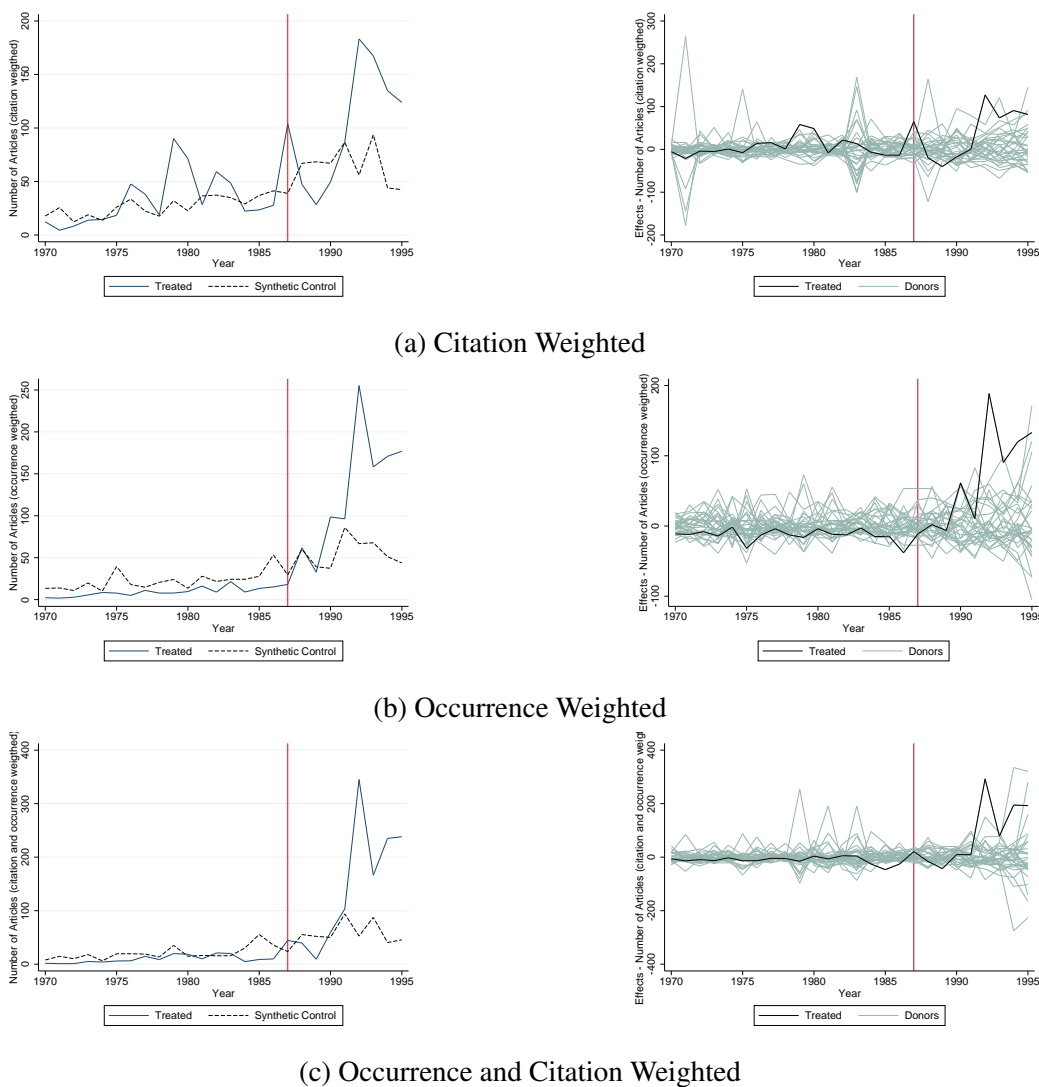 Number of Articles (citation weigthed)
0 50 100 150 200
1970 1975 1980 1985 1990 1995
Year
Treated Synthetic Control
Effects - Number of Articles (citation weigthed)
-200 -100 0 100 200 300
1970 1975 1980 1985 1990 1995
Year
Treated Donors
(a) Citation Weighted
Number of Articles (occurrence weigthed)
0 50 100 150 200 250
1970 1975 1980 1985 1990 1995
Year
Treated Synthetic Control
Effects - Number of Articles (occurrence weigthed)
-100 0 100 200
1970 1975 1980 1985 1990 1995
Year
Treated Donors
(b) Occurrence Weighted
Number of Articles (citation and occurrence weigthed)
0 100 200 300 400
1970 1975 1980 1985 1990 1995
Year
Treated Synthetic Control
Effects - Number of Articles (citation and occurrence
-400 -200 0 200 400
1970 1975 1980 1985 1990 1995
Year
Treated Donors
(c) Occurrence and Citation Weighted